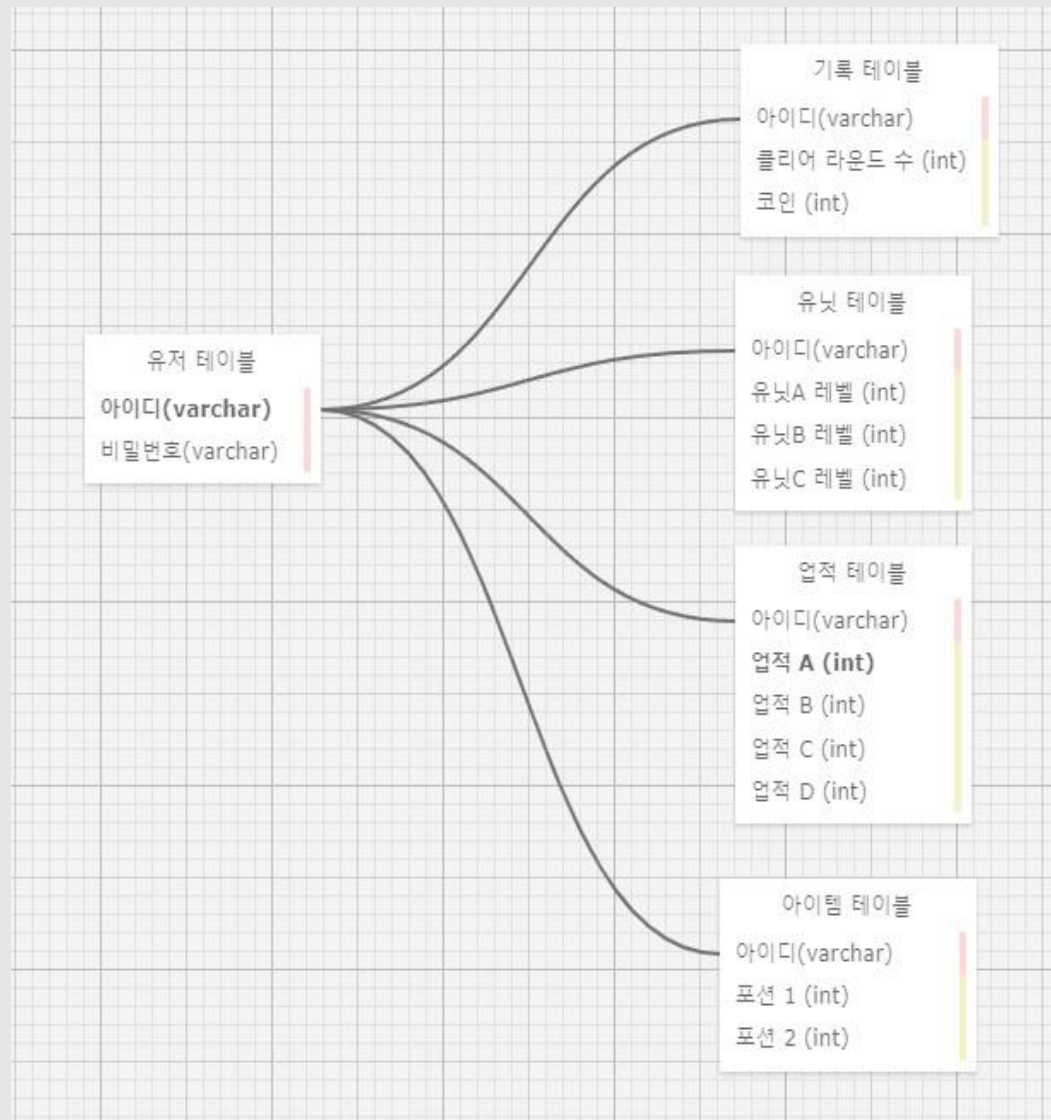 유저 테이블
아이디(varchar)
비밀번호(varchar)
기록 테이블
아이디(varchar)
클리어 라운드 수 (int)
코인 (int)
유닛 테이블
아이디(varchar)
유닛A 레벨 (int)
유닛B 레벨 (int)
유닛C 레벨 (int)
업적 테이블
아이디(varchar)
업적 A (int)
업적 B (int)
업적 C (int)
업적 D (int)
아이템 테이블
아이디(varchar)
포션 1 (int)
포션 2 (int)